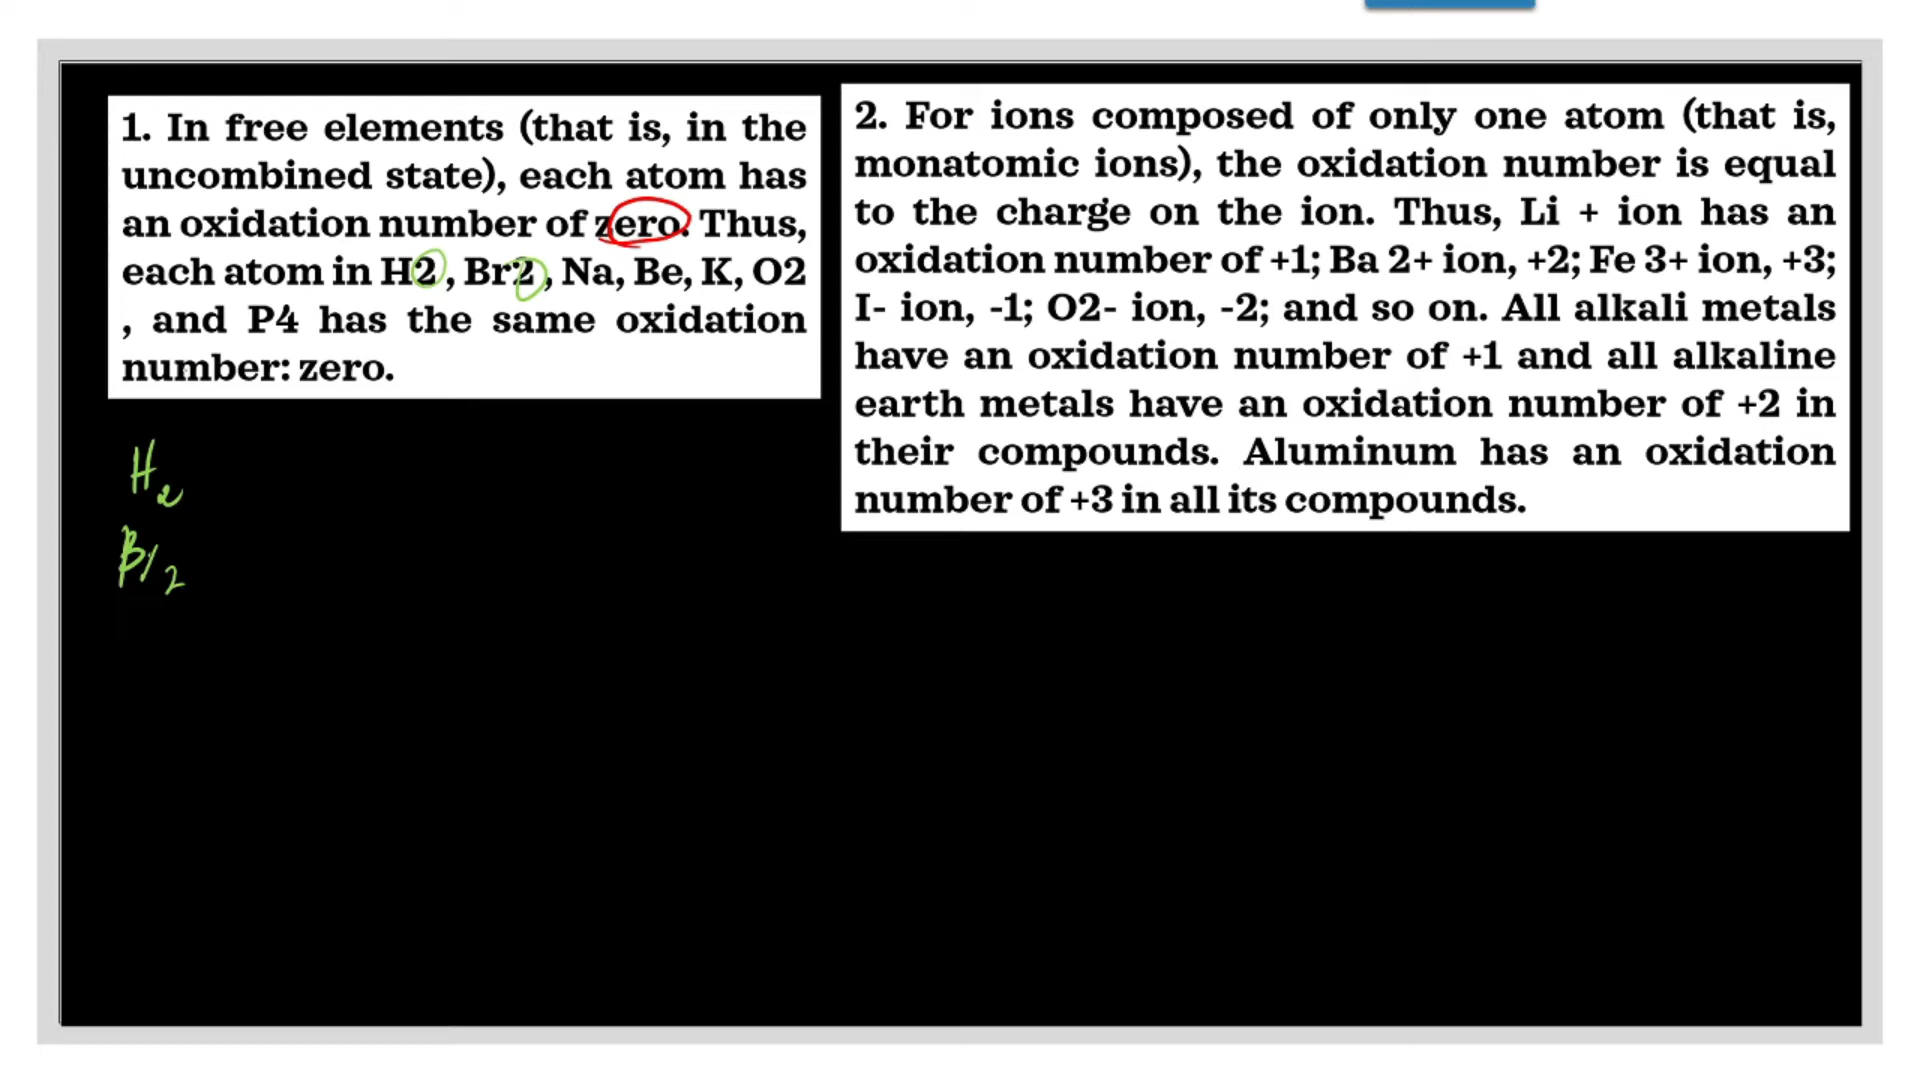 1. In free elements (that is, in the
uncombined state), each atom has
an oxidation number of zero. Thus,
each atom in H2 , Br2 , Na, Be, K, O2
, and P4 has the same oxidation
number: zero.
2. For ions composed of only one atom (that is,
monatomic ions), the oxidation number is equal
to the charge on the ion. Thus, Li + ion has an
oxidation number of +1; Ba 2+ ion, +2; Fe 3+ ion, +3;
I- ion, -1; O2- ion, -2; and so on. All alkali metals
have an oxidation number of +1 and all alkaline
earth metals have an oxidation number of +2 in
their compounds. Aluminum has an oxidation
number of +3 in all its compounds.
H2
Br2